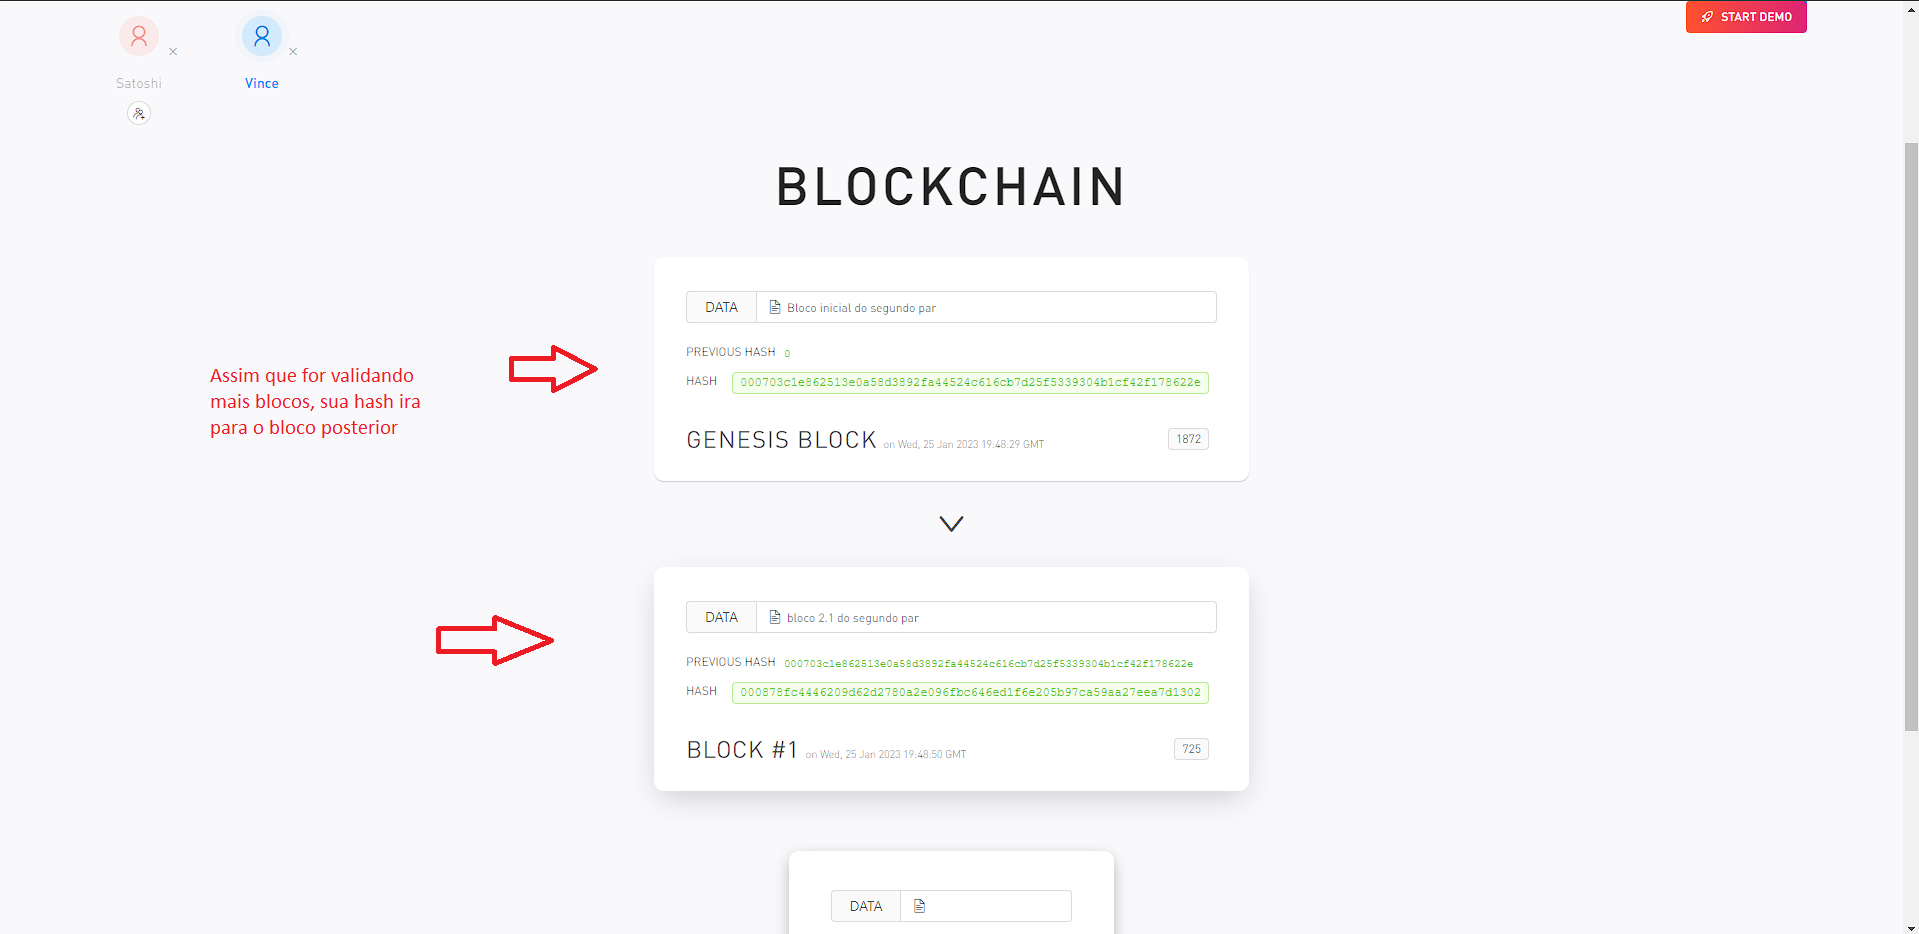 START DEMO
Satoshi
Vince
BLOCKCHAIN
DATA Bloco inicial do segundo par
PREVIOUS HASH 0
HASH 000703c1e862513e0a58d3892fa44524c616cb7d25f5339304b1cf42f178622e
Assim que for validando
mais blocos, sua hash ira
para o bloco posterior
GENESIS BLOCK on Wed, 25 Jan 2023 19:48:29 GMT 1872
DATA bloco 2.1 do segundo par
PREVIOUS HASH 000703c1e862513e0a58d3892fa44524c616cb7d25f5339304b1cf42f178622e
HASH 000878fc4446209d62d2780a2e096fbc646ed1f6e205b97ca59aa27eea7d1302
BLOCK #1 on Wed, 25 Jan 2023 19:48:50 GMT 725
DATA